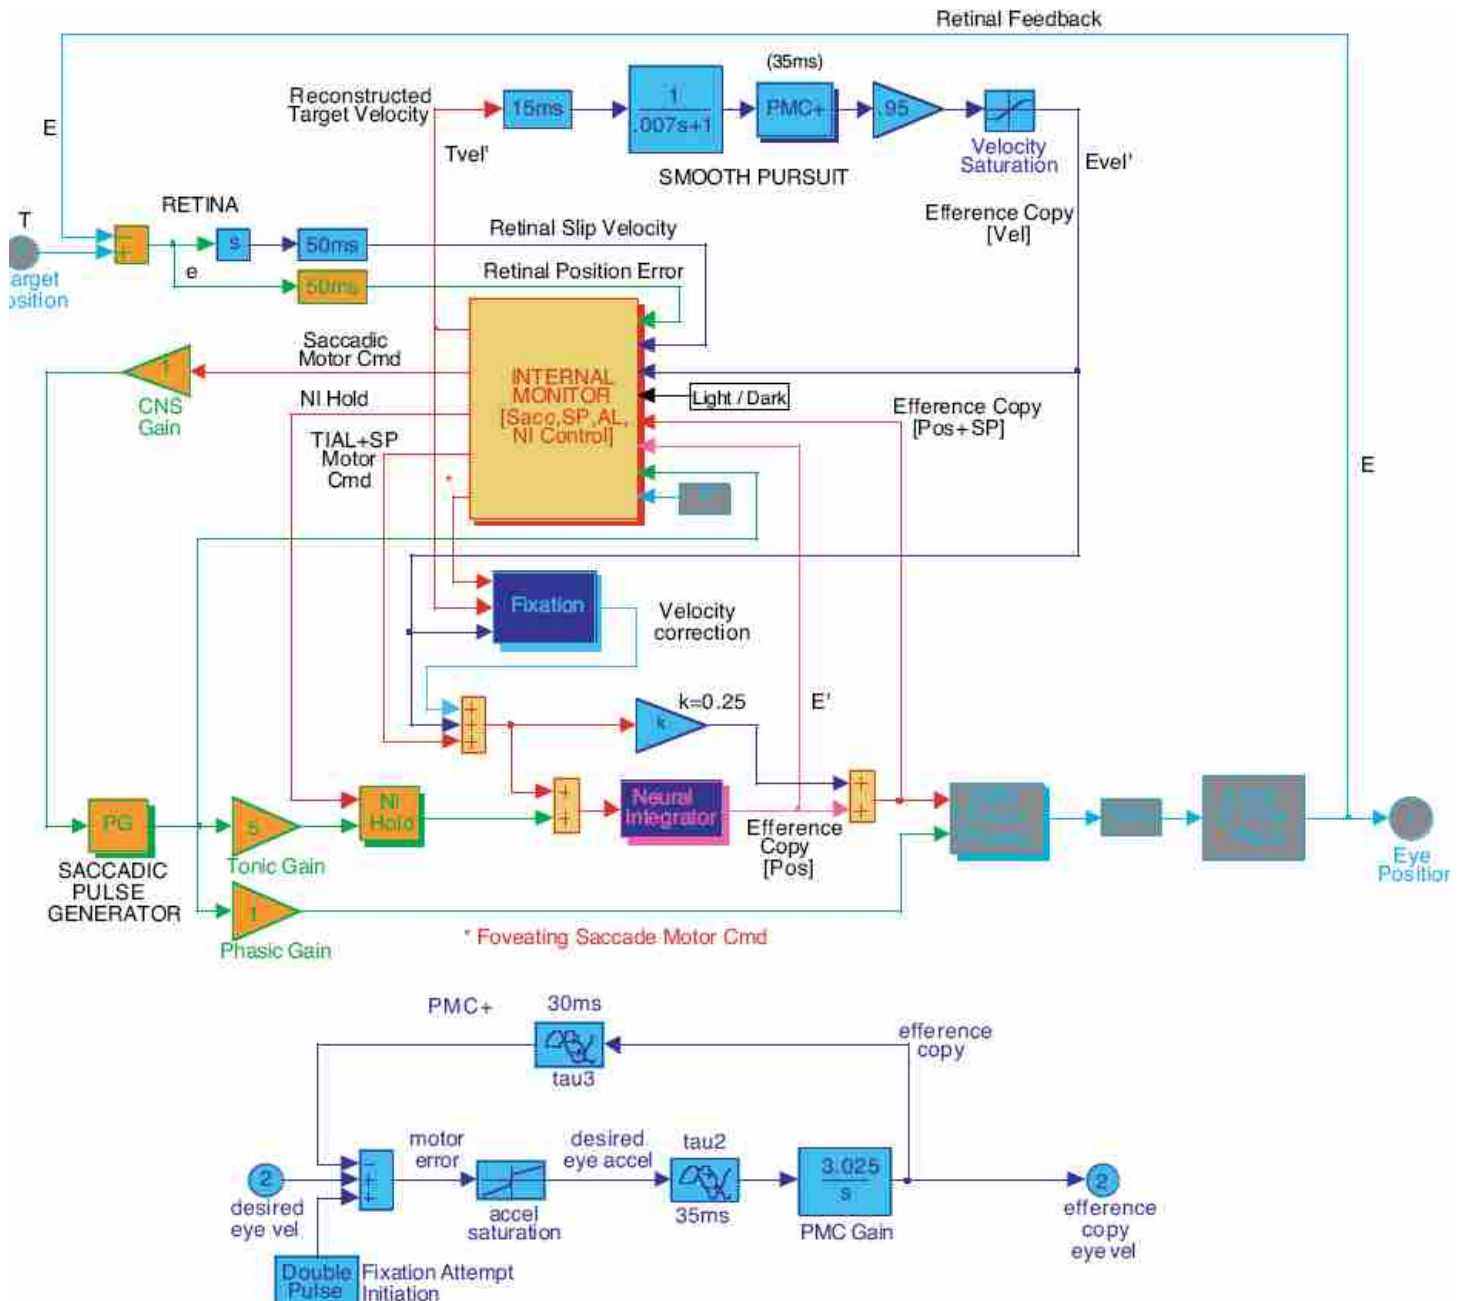 Retinal Feedback
(35ms)
Reconstructed
Target Velocity
15ms
1
.007s+1
PMC+
.95
E
Tvel'
Velocity
Saturation
Evel'
SMOOTH PURSUIT
RETINA
T
Efference Copy
[Vel]
Retinal Slip Velocity
s
50ms
e
Retinal Position Error
50ms
arget
osition
Saccadic
Motor Cmd
1
CNS
Gain
NI Hold
INTERNAL
MONITOR
[Sacc,SP,AL,
NI Control]
Light / Dark
Efference Copy
[Pos+SP]
TIAL+SP
Motor
Cmd
*
E
Fixation
Velocity
correction
k=0.25
E'
+
+
+
k
+
+
+
+
PG
5
NI
Hold
Neural
Integrator
Efference
Copy
[Pos]
Tonic Gain
SACCADIC
PULSE
GENERATOR
1
Phasic Gain
Eye
Position
* Foveating Saccade Motor Cmd
PMC+
30ms
tau3
efference
copy
motor
error
desired
eye accel
tau2
2
desired
eye vel
accel
saturation
35ms
3.025
s
PMC Gain
2
efference
copy
eye vel
Double
Pulse
Fixation Attempt
Initiation